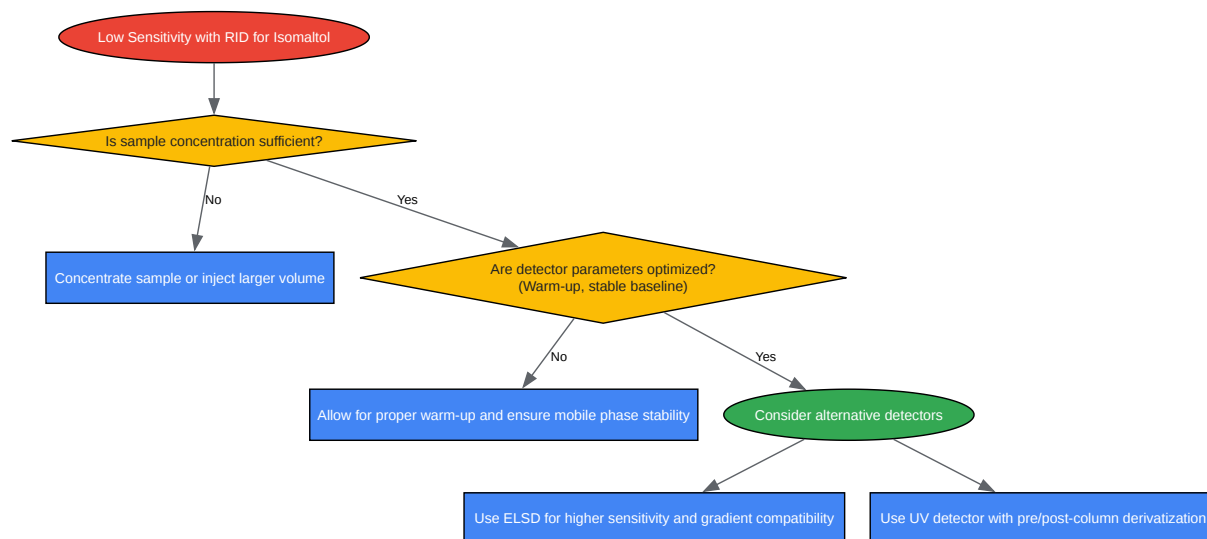 Low Sensitivity with RID for Isomaltol
Is sample concentration sufficient?
No
Yes
Concentrate sample or inject larger volume
Are detector parameters optimized?
(Warm-up, stable baseline)
No
Yes
Allow for proper warm-up and ensure mobile phase stability
Consider alternative detectors
Use ELSD for higher sensitivity and gradient compatibility
Use UV detector with pre/post-column derivatization